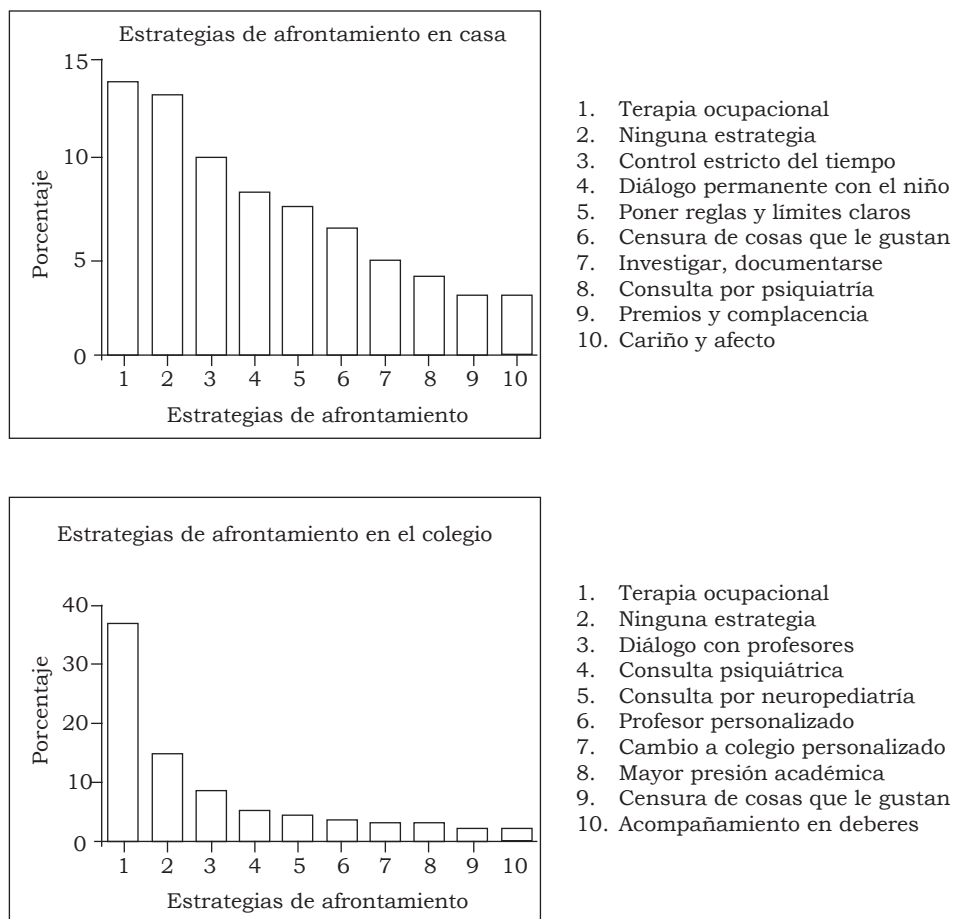 Estrategias de afrontamiento en casa
15
10
5
0
Porcentaje
1 2 3 4 5 6 7 8 9 10
Estrategias de afrontamiento
1. Terapia ocupacional
2. Ninguna estrategia
3. Control estricto del tiempo
4. Diálogo permanente con el niño
5. Poner reglas y límites claros
6. Censura de cosas que le gustan
7. Investigar, documentarse
8. Consulta por psiquiatría
9. Premios y complacencia
10. Cariño y afecto
Estrategias de afrontamiento en el colegio
40
30
20
10
0
Porcentaje
1 2 3 4 5 6 7 8 9 10
Estrategias de afrontamiento
1. Terapia ocupacional
2. Ninguna estrategia
3. Diálogo con profesores
4. Consulta psiquiátrica
5. Consulta por neuropediatría
6. Profesor personalizado
7. Cambio a colegio personalizado
8. Mayor presión académica
9. Censura de cosas que le gustan
10. Acompañamiento en deberes